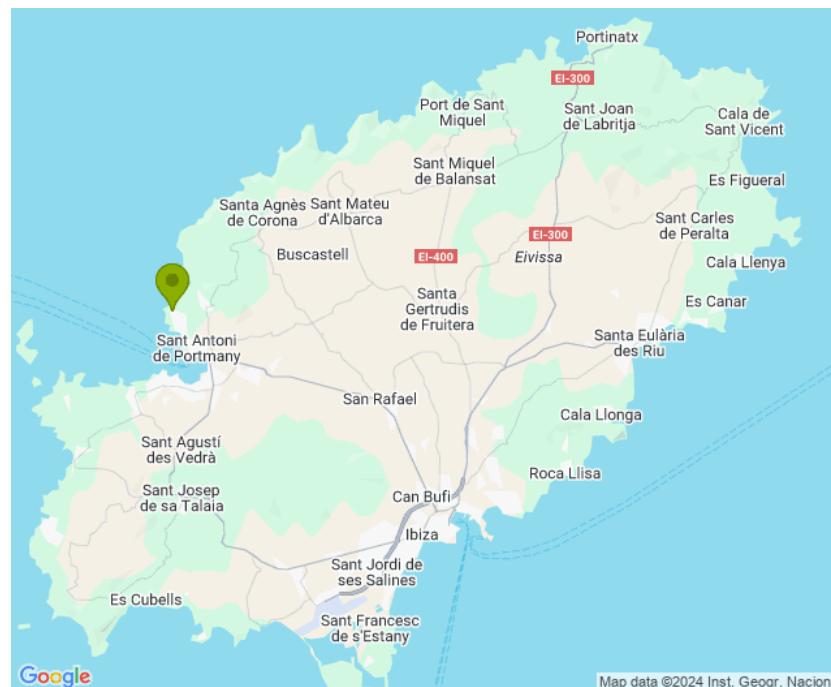 Portinatx
EI-300
Port de Sant
Miquel
Sant Joan
de Labritja
Cala de
Sant Vicent
Sant Miquel
de Balansat
Es Figueral
Santa Agnès
de Corona
Sant Mateu
d'Albarca
Sant Carles
de Peralta
EI-300
Buscastell
EI-400
Eivissa
Cala Llenya
Santa
Gertrudis
de Fruitera
Es Canar
Sant Antoni
de Portmany
Santa Eulària
des Riu
San Rafael
Cala Llonga
Sant Agustí
des Vedrà
Roca Llisa
Sant Josep
de sa Talaia
Can Bufi
Ibiza
Sant Jordi de
ses Salines
Es Cubells
Sant Francesc
de s'Estany
Google
Map data ©2024 Inst. Geogr. Nacion